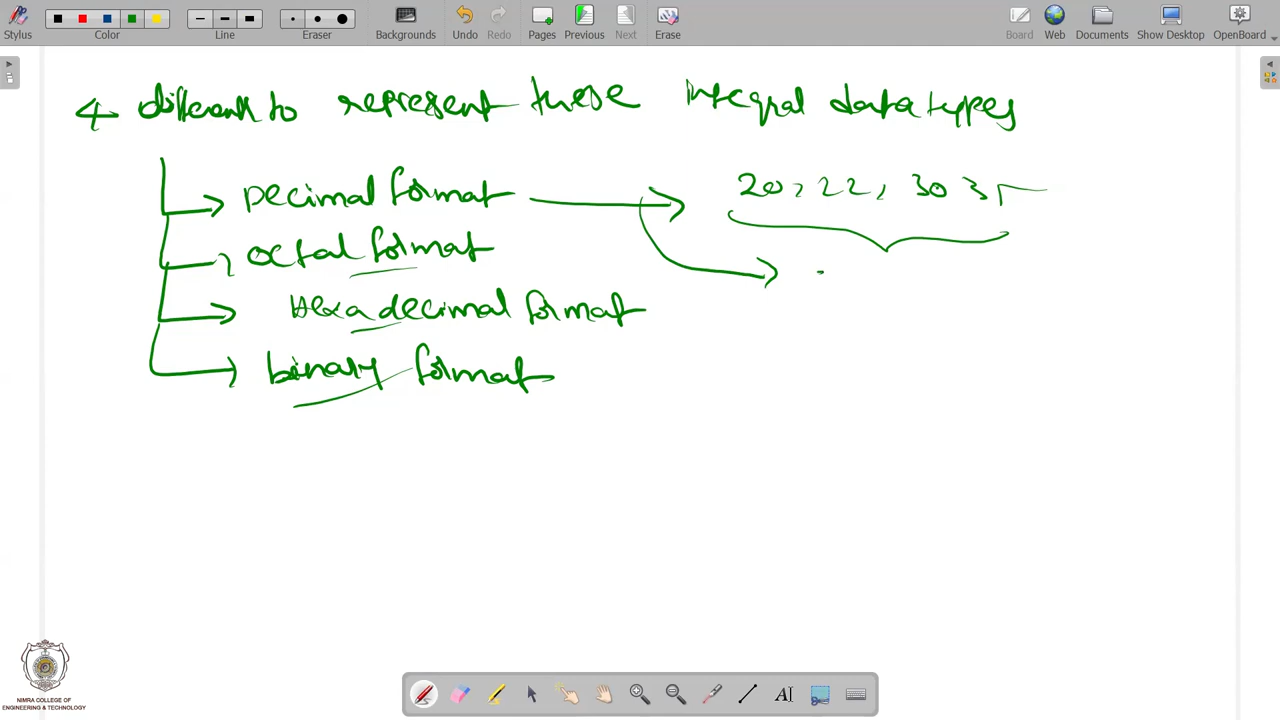 Stylus Color Line Eraser Backgrounds Undo Redo Pages Previous Next Erase Board Web Documents Show Desktop OpenBoard
4 different to represent these integral data types
Decimal format
20, 22, 30 35
octal format
Hexa decimal format
binary format
NIMRA COLLEGE OF
ENGINEERING & TECHNOLOGY